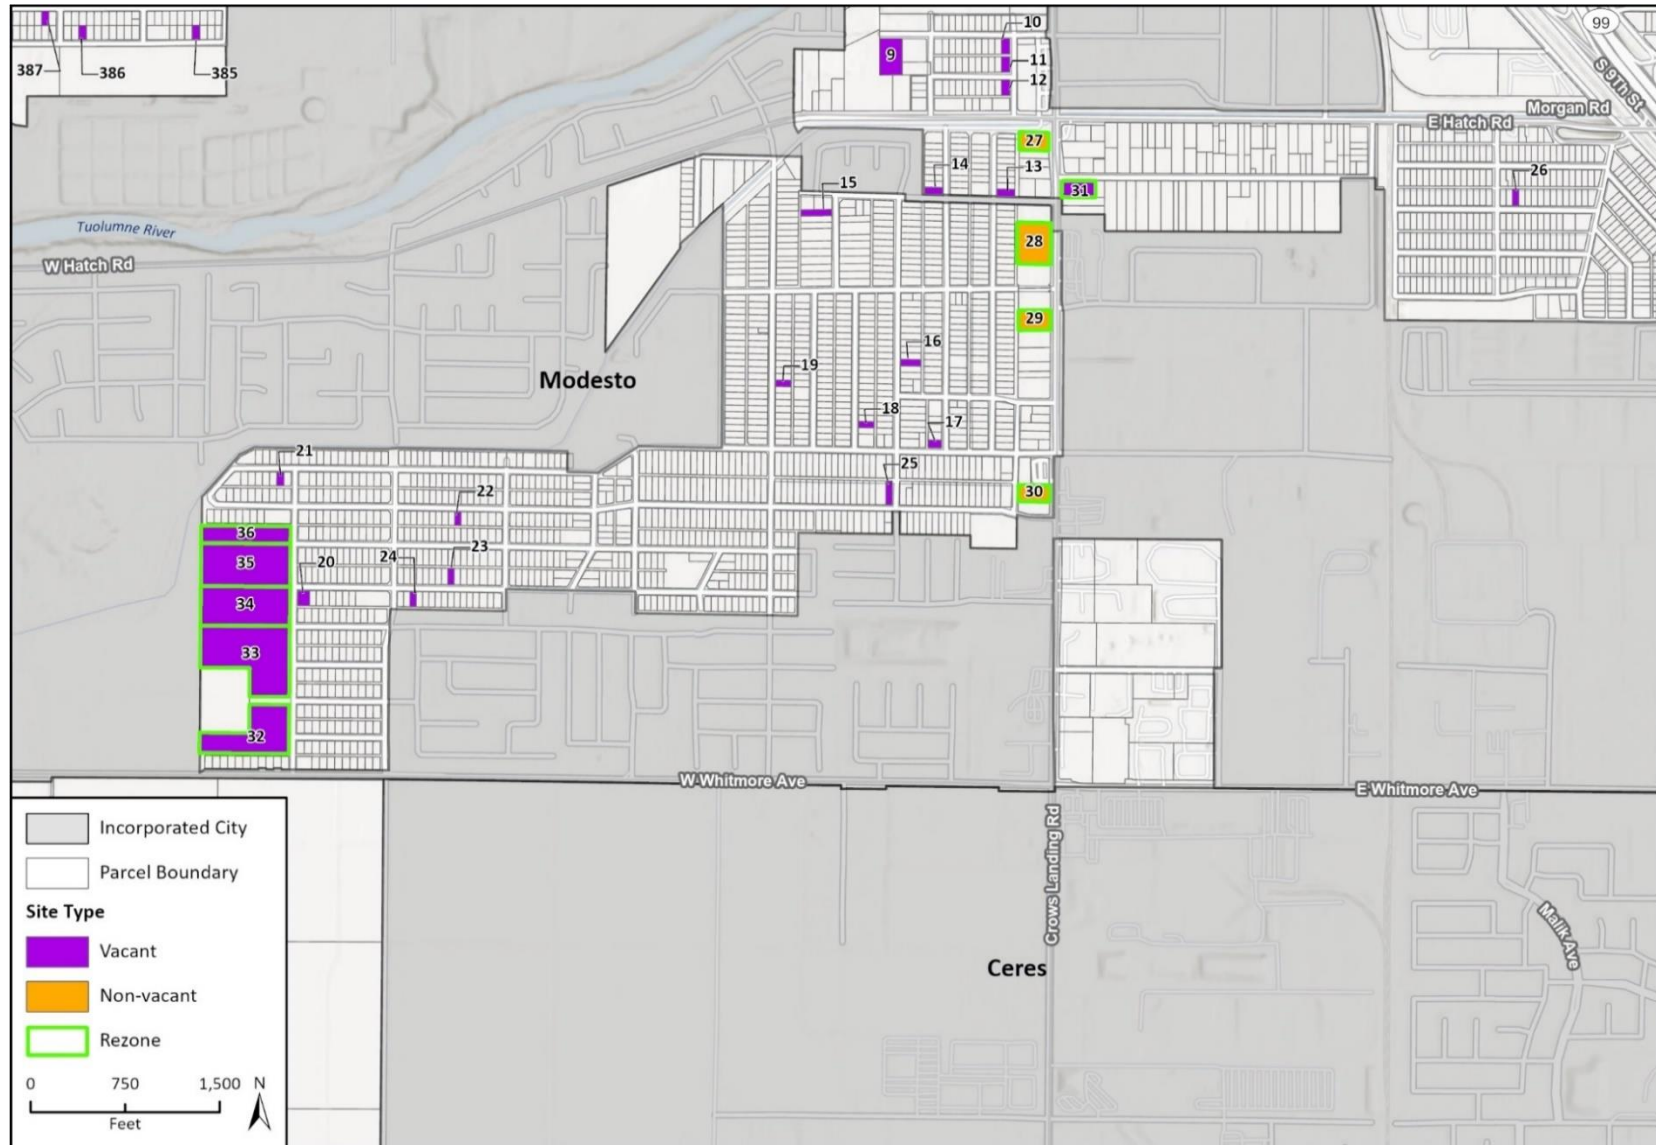 10
99
9
11
387
386
385
12
S 9Th St
Morgan Rd
E Hatch Rd
27
14
13
26
15
31
Tuolumne River
28
W Hatch Rd
29
16
19
Modesto
18
17
21
25
22
30
36
23
24
20
35
34
33
32
W Whitmore Ave
E Whitmore Ave
Crows Landing Rd
Malik Ave
Ceres
Incorporated City
Parcel Boundary
Site Type
Vacant
Non-vacant
Rezone
0 750 1,500 N
Feet